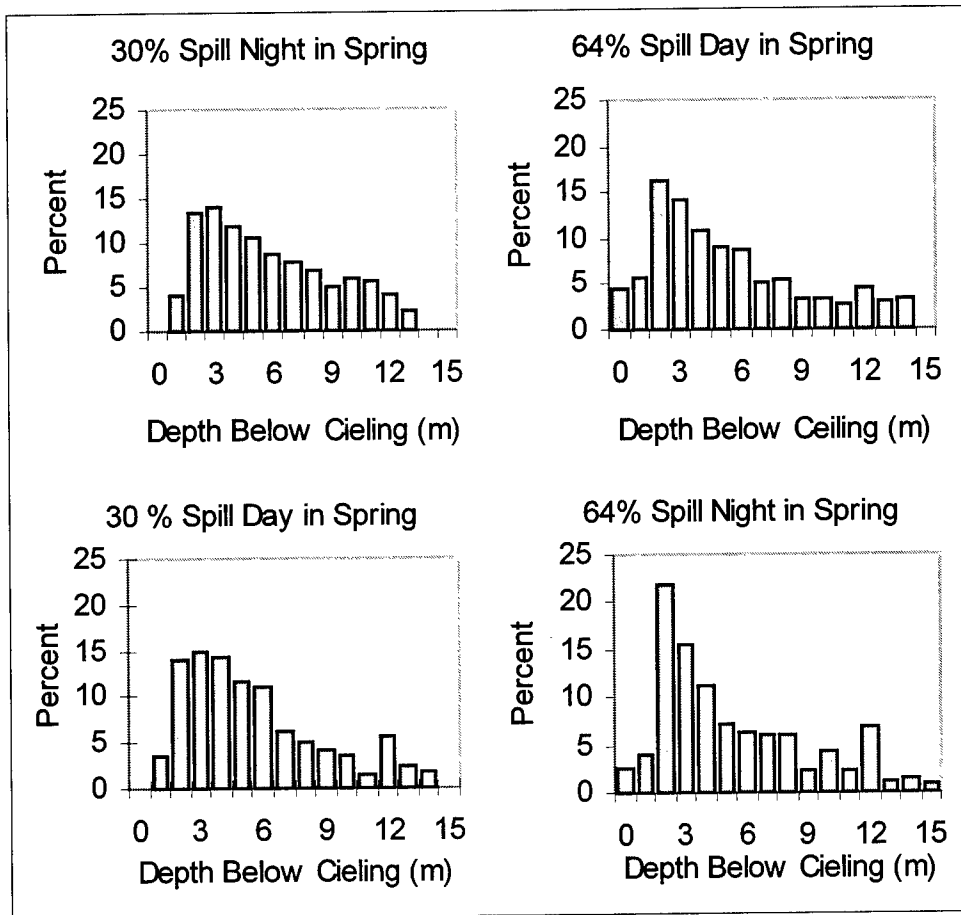 30% Spill Night in Spring
25
20
15
10
5
0
Percent
0 3 6 9 12 15
Depth Below Cieling (m)
64% Spill Day in Spring
25
20
15
10
5
0
Percent
0 3 6 9 12 15
Depth Below Ceiling (m)
30 % Spill Day in Spring
25
20
15
10
5
0
Percent
0 3 6 9 12 15
Depth Below Cieling (m)
64% Spill Night in Spring
25
20
15
10
5
0
Percent
0 3 6 9 12 15
Depth Below Cieling (m)